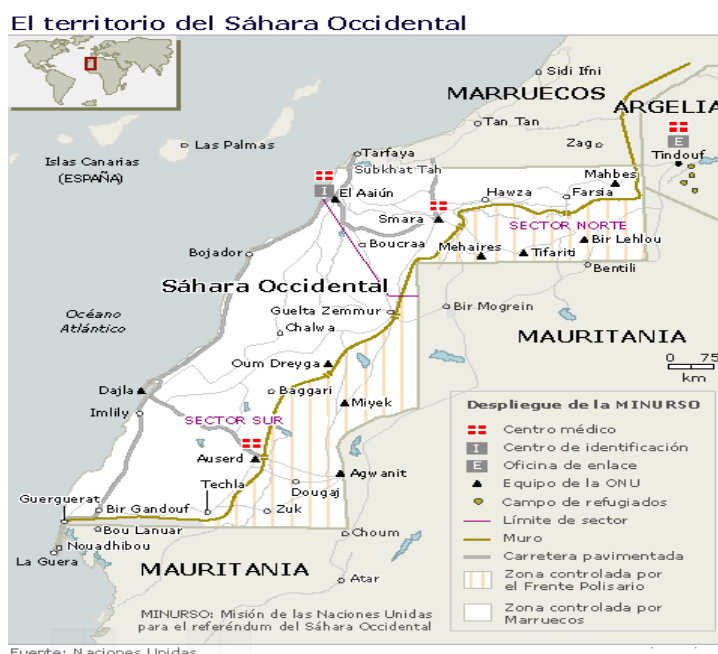 El territorio del Sáhara Occidental
Sidi Ifni
MARRUECOS
ARGELIA
Tan Tan
Las Palmas
Zag
Islas Canarias
(ESPAÑA)
Tarfaya
Tindouf
E
Subkhat Tah
Mahbes
I
El Aaiún
Hawza
Farsia
Smara
SECTOR NORTE
Bojador
Boucraa
Mehaires
Tifariti
Bir Lehlou
Bentili
Sáhara Occidental
Océano
Atlántico
Guelta Zemmur
Bir Mogrein
Chalwa
MAURITANIA
Oum Dreyga
0 75
km
Dajla
Baggari
Imlily
Miyek
SECTOR SUR
Auserd
Agwanit
Techla
Dougaj
Guerguerat
Bir Gandouf
Zuk
Bou Lanuar
Choum
Nouadhibou
La Guera
MAURITANIA
Atar
MINURSO: Misión de las Naciones Unidas
para el referéndum del Sáhara Occidental
Despliegue de la MINURSO
Centro médico
I Centro de identificación
E Oficina de enlace
Equipo de la ONU
Campo de refugiados
Límite de sector
Muro
Carretera pavimentada
Zona controlada por
el Frente Polisario
Zona controlada por
Marruecos
Fuente: Naciones Unidas